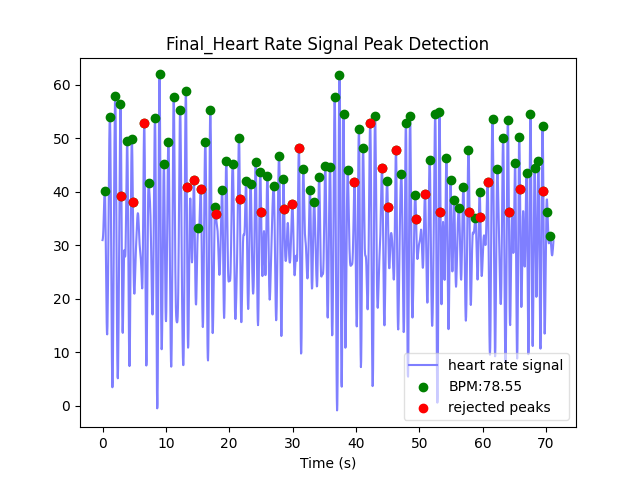 Final_Heart Rate Signal Peak Detection
60
50
40
30
20
10
0
heart rate signal
BPM:78.55
rejected peaks
0 10 20 30 40 50 60 70
Time (s)